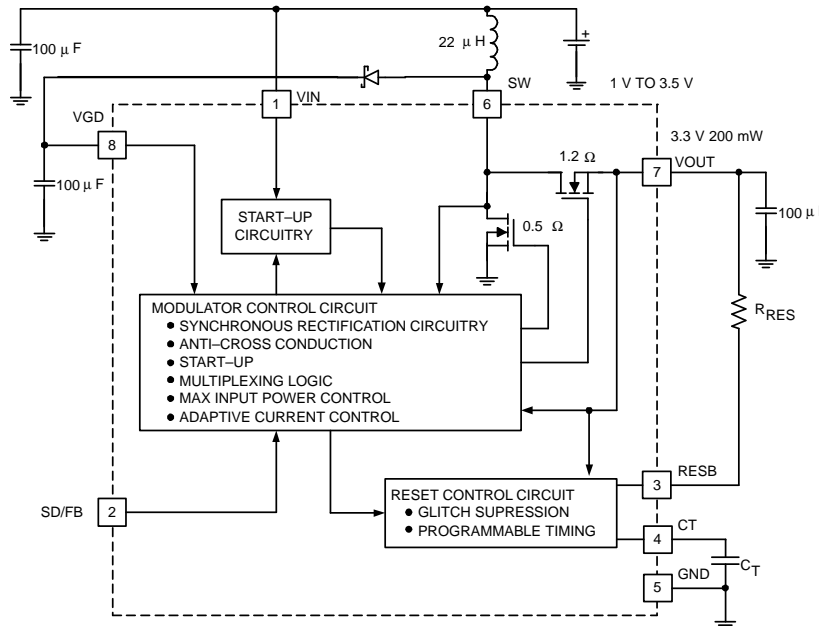 100 μ F
22 μ H
+
SW
1 V TO 3.5 V
1
VIN
6
VGD
8
3.3 V 200 mW
1.2 Ω
VOUT
7
100 μ F
START–UP
CIRCUITRY
0.5 Ω
100 μ
MODULATOR CONTROL CIRCUIT
● SYNCHRONOUS RECTIFICATION CIRCUITRY
● ANTI–CROSS CONDUCTION
● START–UP
● MULTIPLEXING LOGIC
● MAX INPUT POWER CONTROL
● ADAPTIVE CURRENT CONTROL
RRES
RESB
3
SD/FB
2
RESET CONTROL CIRCUIT
● GLITCH SUPRESSION
● PROGRAMMABLE TIMING
CT
4
GND
5
CT